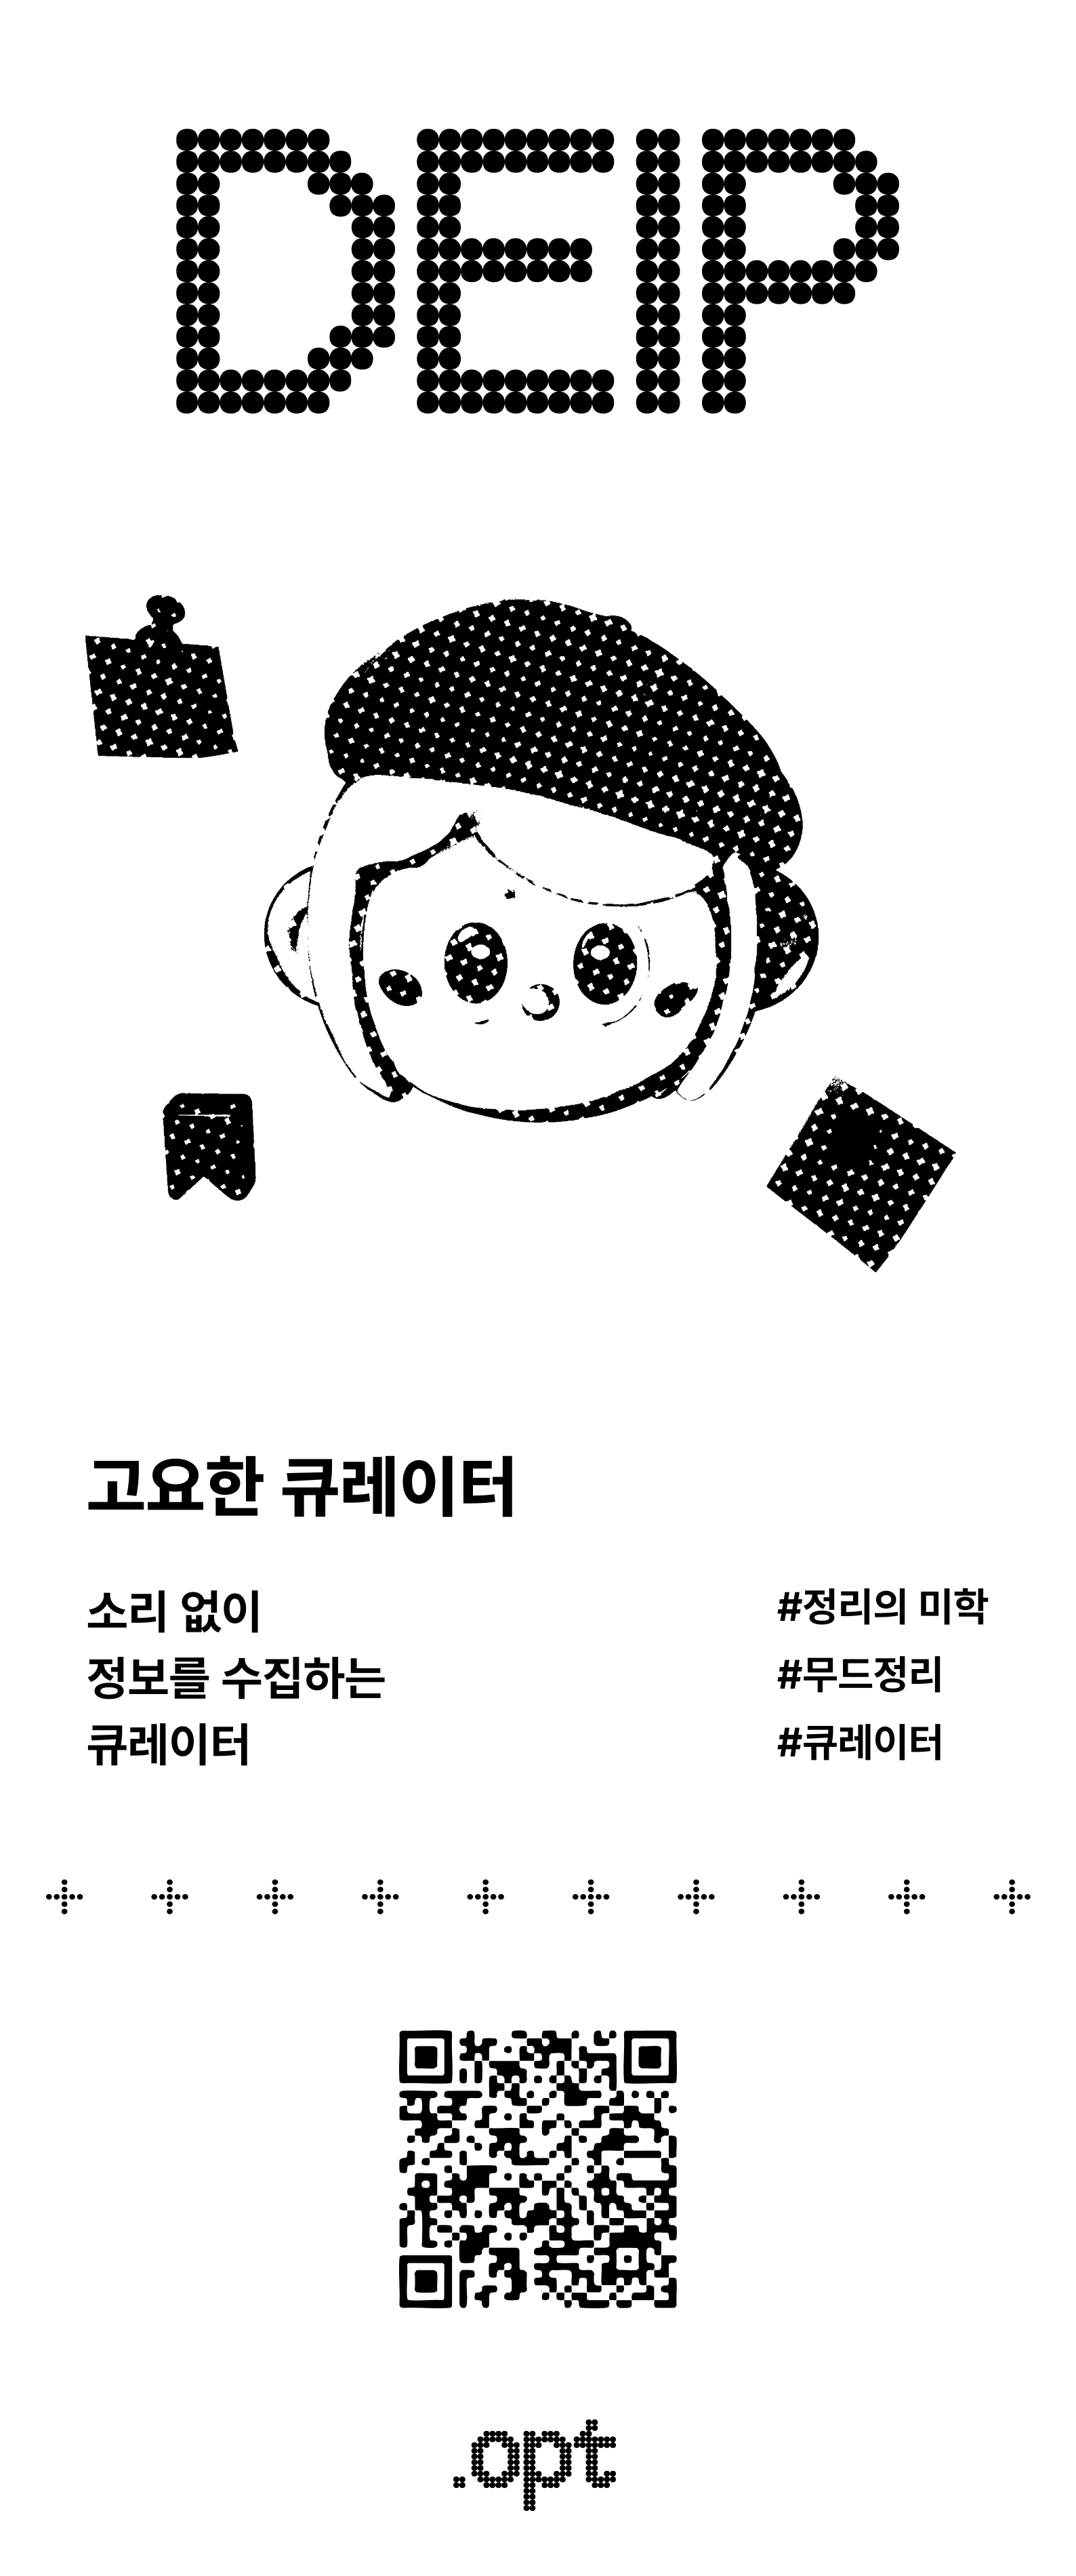 DEIP
고요한 큐레이터
소리 없이
정보를 수집하는
큐레이터
#정리의 미학
#무드정리
#큐레이터
.opt